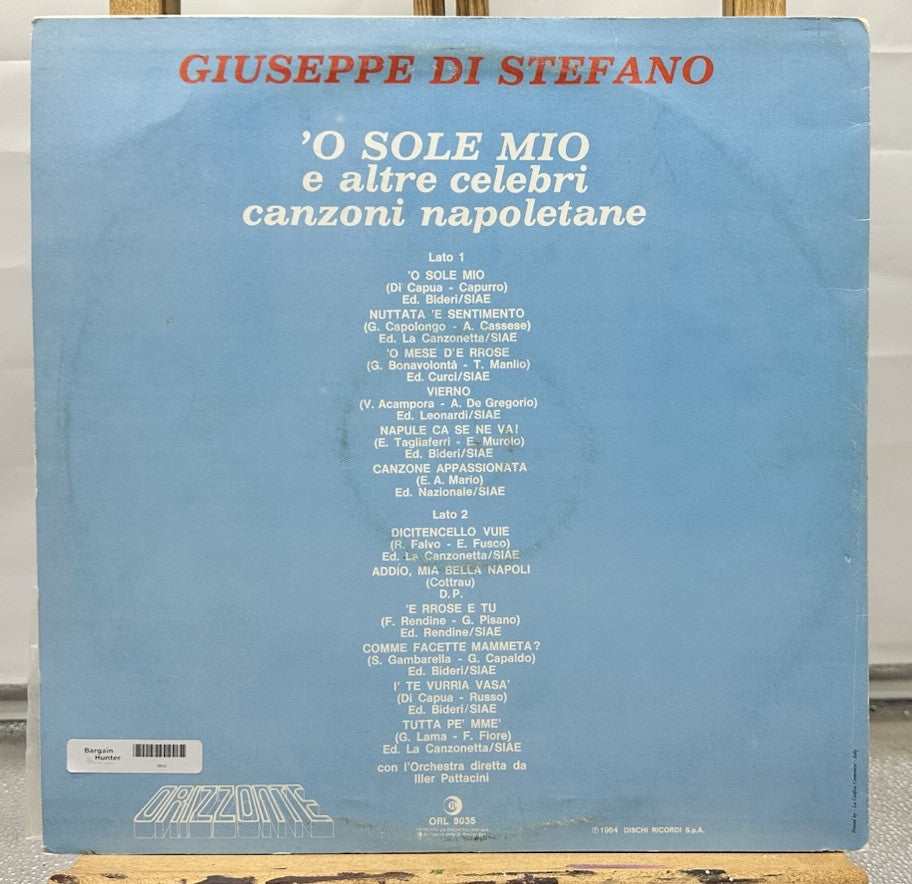 GIUSEPPE DI STEFANO
'O SOLE MIO
e altre celebri
canzoni napoletane
Lato 1
'O SOLE MIO
(Di Capua - Capurro)
Ed. Bideri/SIAE
NUTTATA 'E SENTIMENTO
(G. Capolongo - A. Cassese)
Ed. La Canzonetta/SIAE
'O MESE D'E RROSE
(G. Bonavolontà - T. Manlio)
Ed. Curci/SIAE
VIERNO
(V. Acampora - A. De Gregorio)
Ed. Leonardi/SIAE
NAPULE CA SE NE VA!
(E. Tagliaferri - E. Murolo)
Ed. Bideri/SIAE
CANZONE APPASSIONATA
(E. A. Mario)
Ed. Nazionale/SIAE
Lato 2
DICITENCELLO VUIE
(R. Falvo - E. Fusco)
Ed. La Canzonetta/SIAE
ADDIO, MIA BELLA NAPOLI
(Cottrau)
D.P.
'E RROSE E TU
(F. Rendine - G. Pisano)
Ed. Rendine/SIAE
COMME FACETTE MAMMETA?
(S. Gambarella - G. Capaldo)
Ed. Bideri/SIAE
I' TE VURRIA VASA'
(Di Capua - Russo)
Ed. Bideri/SIAE
TUTTA PE' MME'
(G. Lama - F. Fiore)
Ed. La Canzonetta/SIAE
con l'Orchestra diretta da
Iller Pattacini
Bargain
Hunter
ORIZZONTE
ORL 8035
℗ 1964 DISCHI RICORDI S.p.A.